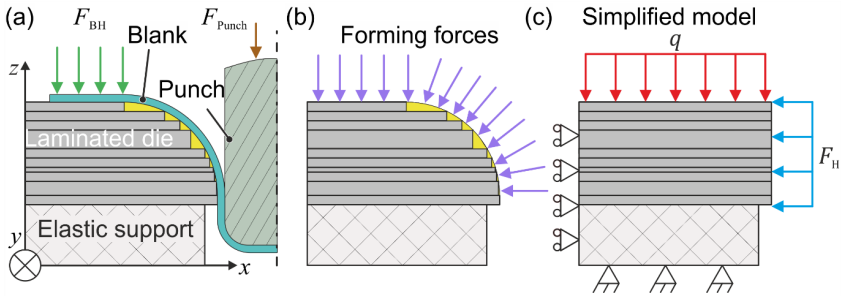 (a)
F_BH
F_Punch
Blank
Punch
z
Laminated die
Elastic support
y
x
(b)
Forming forces
(c)
Simplified model
q
F_H